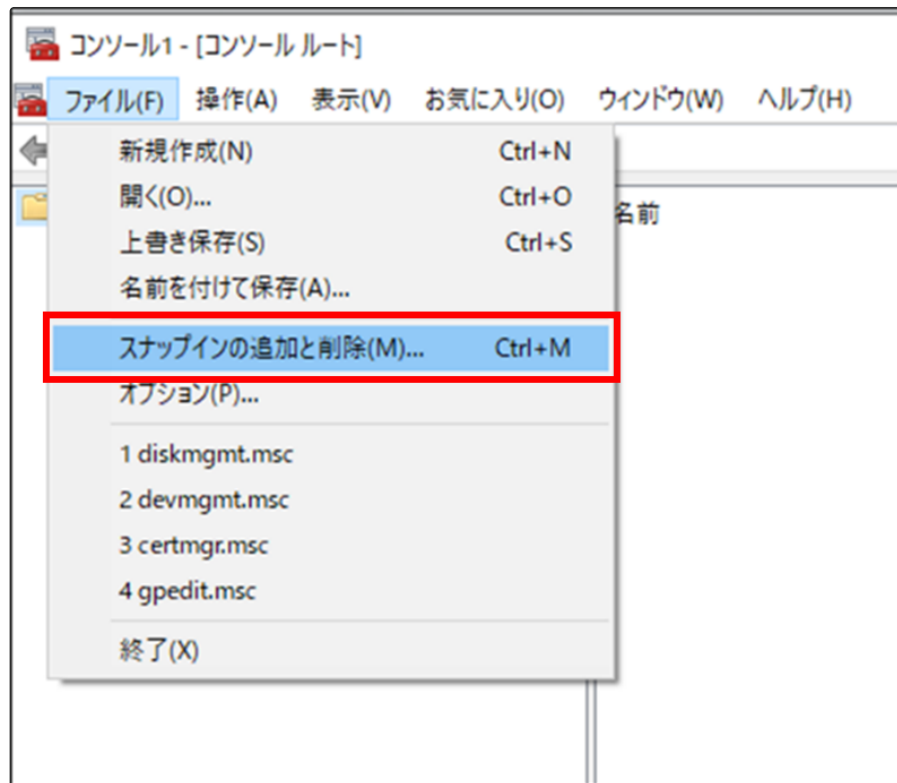 コンソール1 - [コンソール ルート]
ファイル(F) 操作(A) 表示(V) お気に入り(O) ウィンドウ(W) ヘルプ(H)
新規作成(N) Ctrl+N
開く(O)... Ctrl+O
名前
上書き保存(S) Ctrl+S
名前を付けて保存(A)...
スナップインの追加と削除(M)... Ctrl+M
オプション(P)...
1 diskmgmt.msc
2 devmgmt.msc
3 certmgr.msc
4 gpedit.msc
終了(X)